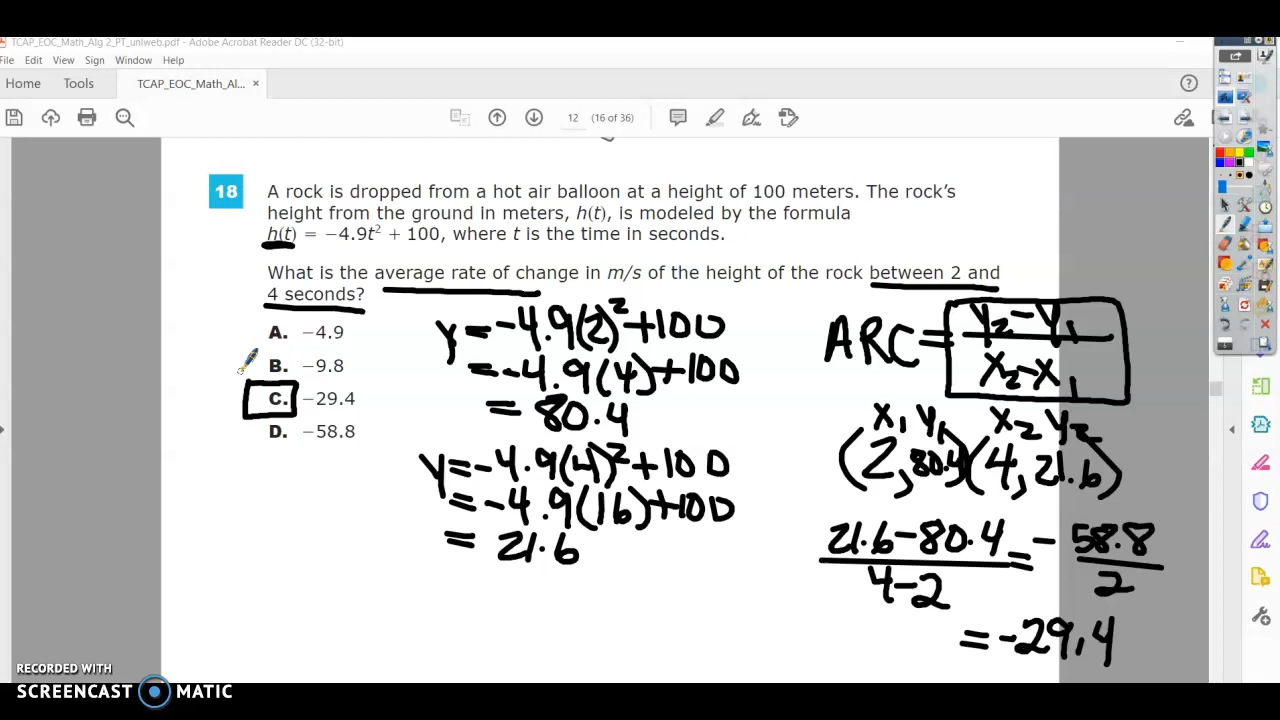 TCAP_EOC_Math_Alg 2_PT_unlweb.pdf - Adobe Acrobat Reader DC (32-bit)
File Edit View Sign Window Help
Home Tools TCAP_EOC_Math_Al... ×
12 (16 of 36)
18 A rock is dropped from a hot air balloon at a height of 100 meters. The rock's
height from the ground in meters, h(t), is modeled by the formula
h(t) = −4.9t² + 100, where t is the time in seconds.
What is the average rate of change in m/s of the height of the rock between 2 and
4 seconds?
A. −4.9
B. −9.8
C. −29.4
D. −58.8
y = -4.9(2)² +100
= -4.9(4)+100
= 80.4
y = -4.9(4)² +100
= -4.9(16)+100
= 21.6
ARC = y₂-y₁
x₂-x₁
x₁ y₁ x₂ y₂
(2, 80.4) (4, 21.6)
21.6-80.4 = - 58.8
4-2 2
= -29.4
RECORDED WITH
SCREENCAST MATIC